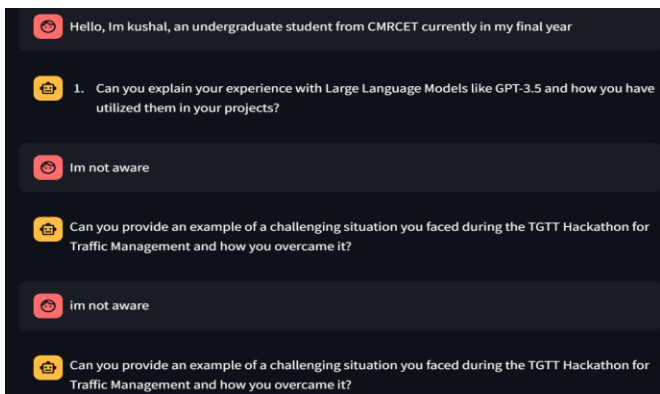 Hello, Im kushal, an undergraduate student from CMRCET currently in my final year
1. Can you explain your experience with Large Language Models like GPT-3.5 and how you have
utilized them in your projects?
Im not aware
Can you provide an example of a challenging situation you faced during the TGTT Hackathon for
Traffic Management and how you overcame it?
im not aware
Can you provide an example of a challenging situation you faced during the TGTT Hackathon for
Traffic Management and how you overcame it?